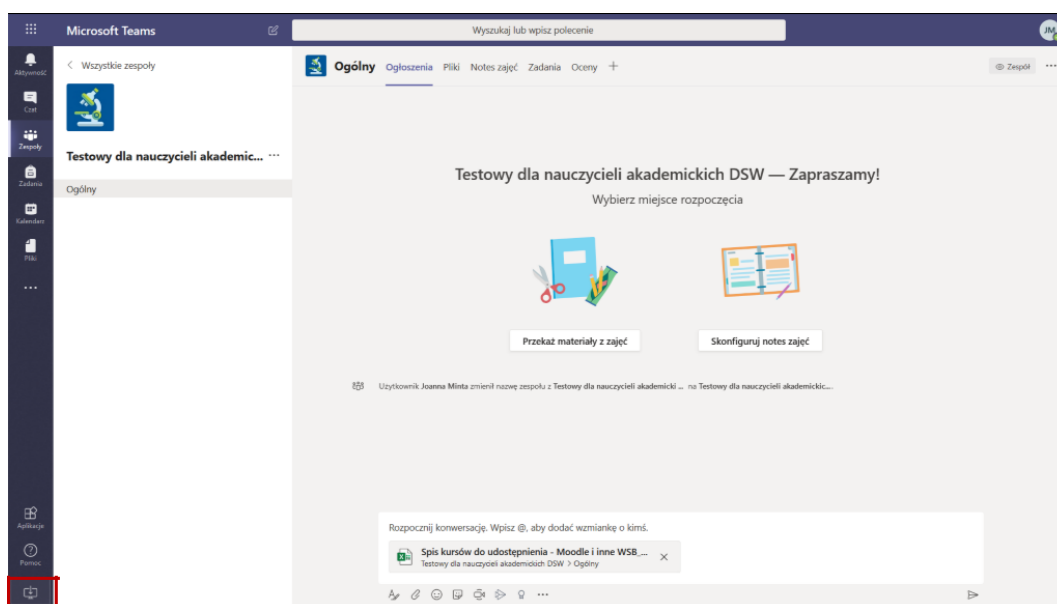 Microsoft Teams
Wyszukaj lub wpisz polecenie
JM
Aktywność
Czat
Zespoły
Zadania
Kalendarz
Pliki
Aplikacje
Pomoc
Wszystkie zespoły
Testowy dla nauczycieli akademic... ...
Ogólny
Ogólny Ogłoszenia Pliki Notes zajęć Zadania Oceny +
Zespół ...
Testowy dla nauczycieli akademickich DSW — Zapraszamy!
Wybierz miejsce rozpoczęcia
Przekaż materiały z zajęć
Skonfiguruj notes zajęć
Użytkownik Joanna Minta zmienił nazwę zespołu z Testowy dla nauczycieli akademicki ... na Testowy dla nauczycieli akademickic...
Rozpocznij konwersację. Wpisz @, aby dodać wzmiankę o kimś.
Spis kursów do udostępnienia - Moodle i inne WSB_...
Testowy dla nauczycieli akademickich DSW > Ogólny